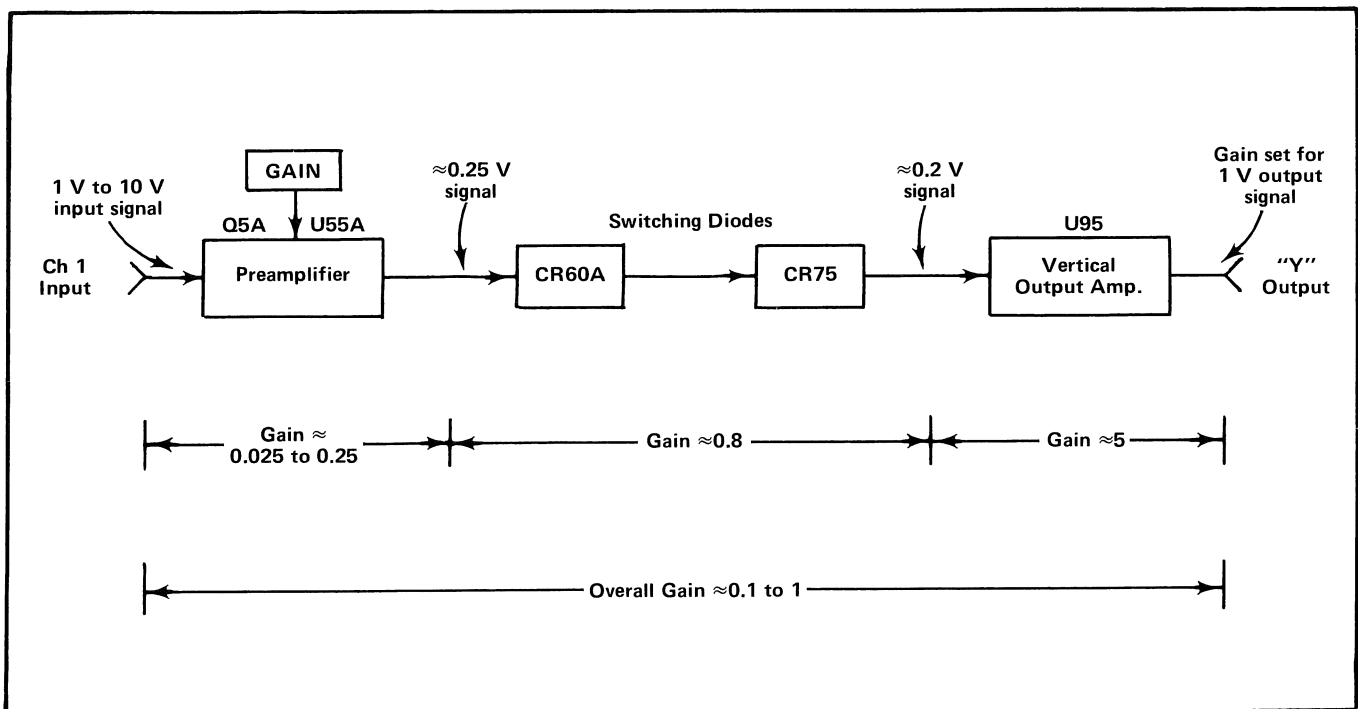 GAIN
1 V to 10 V
input signal
Q5A
U55A
Preamplifier
Ch 1
Input
≈0.25 V
signal
Switching Diodes
CR60A
CR75
≈0.2 V
signal
U95
Vertical
Output Amp.
Gain set for
1 V output
signal
“Y”
Output
Gain ≈
0.025 to 0.25
Gain ≈0.8
Gain ≈5
Overall Gain ≈0.1 to 1